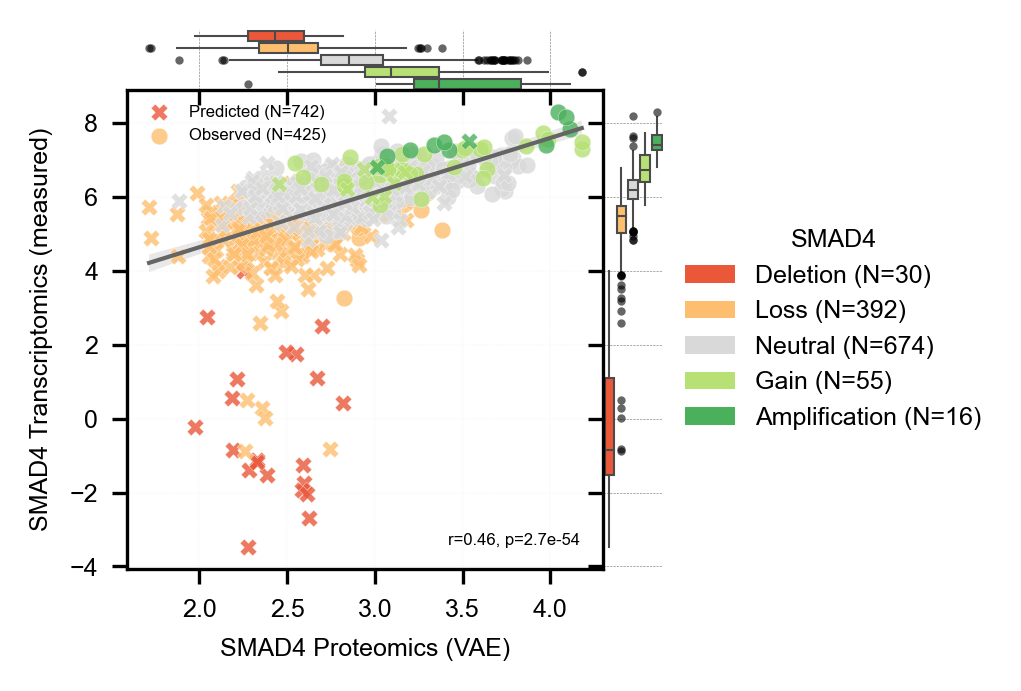 Predicted (N=742)
Observed (N=425)
8
6
4
2
0
−2
−4
SMAD4 Transcriptomics (measured)
r=0.46, p=2.7e-54
2.0 2.5 3.0 3.5 4.0
SMAD4 Proteomics (VAE)
SMAD4
Deletion (N=30)
Loss (N=392)
Neutral (N=674)
Gain (N=55)
Amplification (N=16)